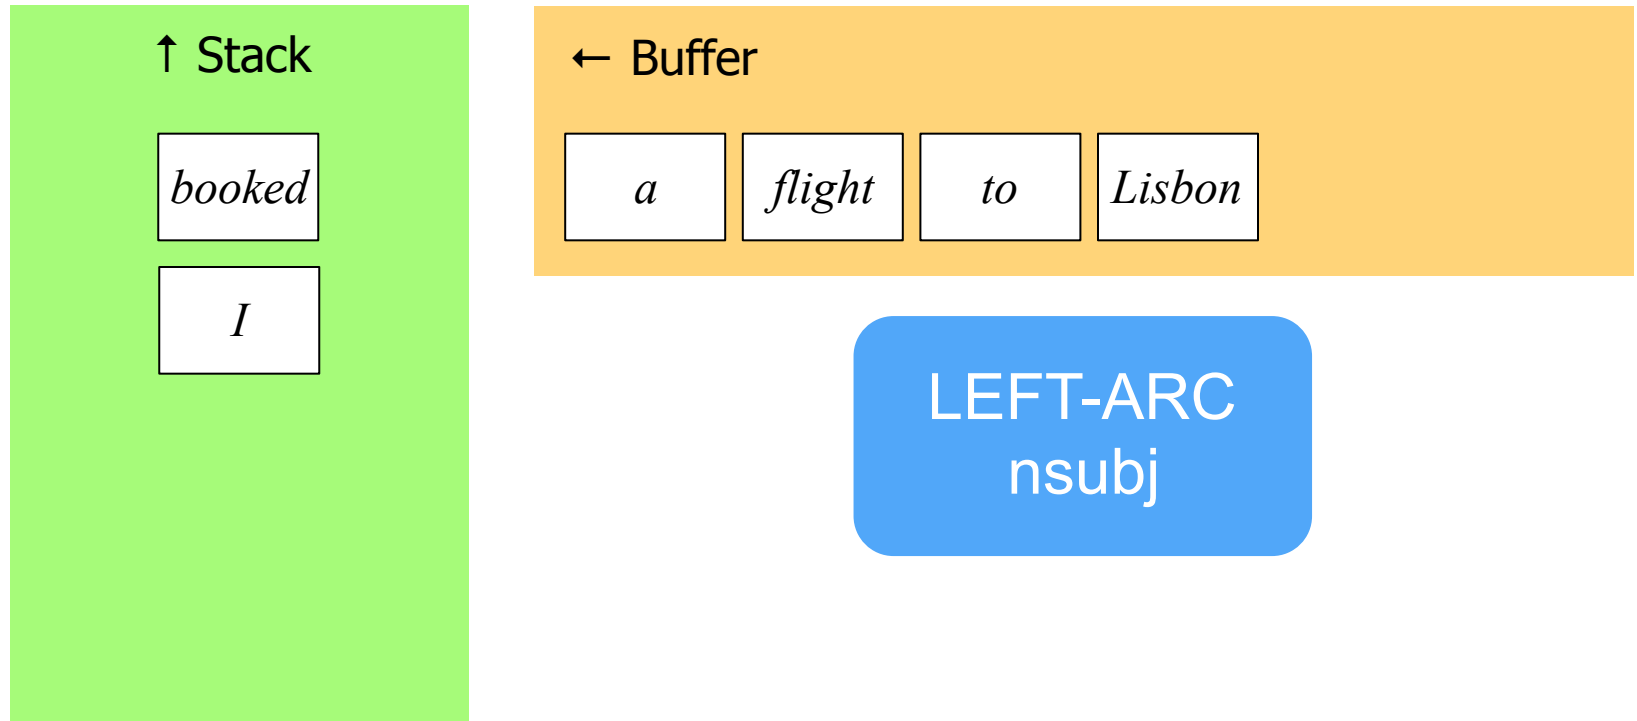 ↑ Stack
← Buffer
booked
a flight to Lisbon
I
LEFT-ARC
nsubj